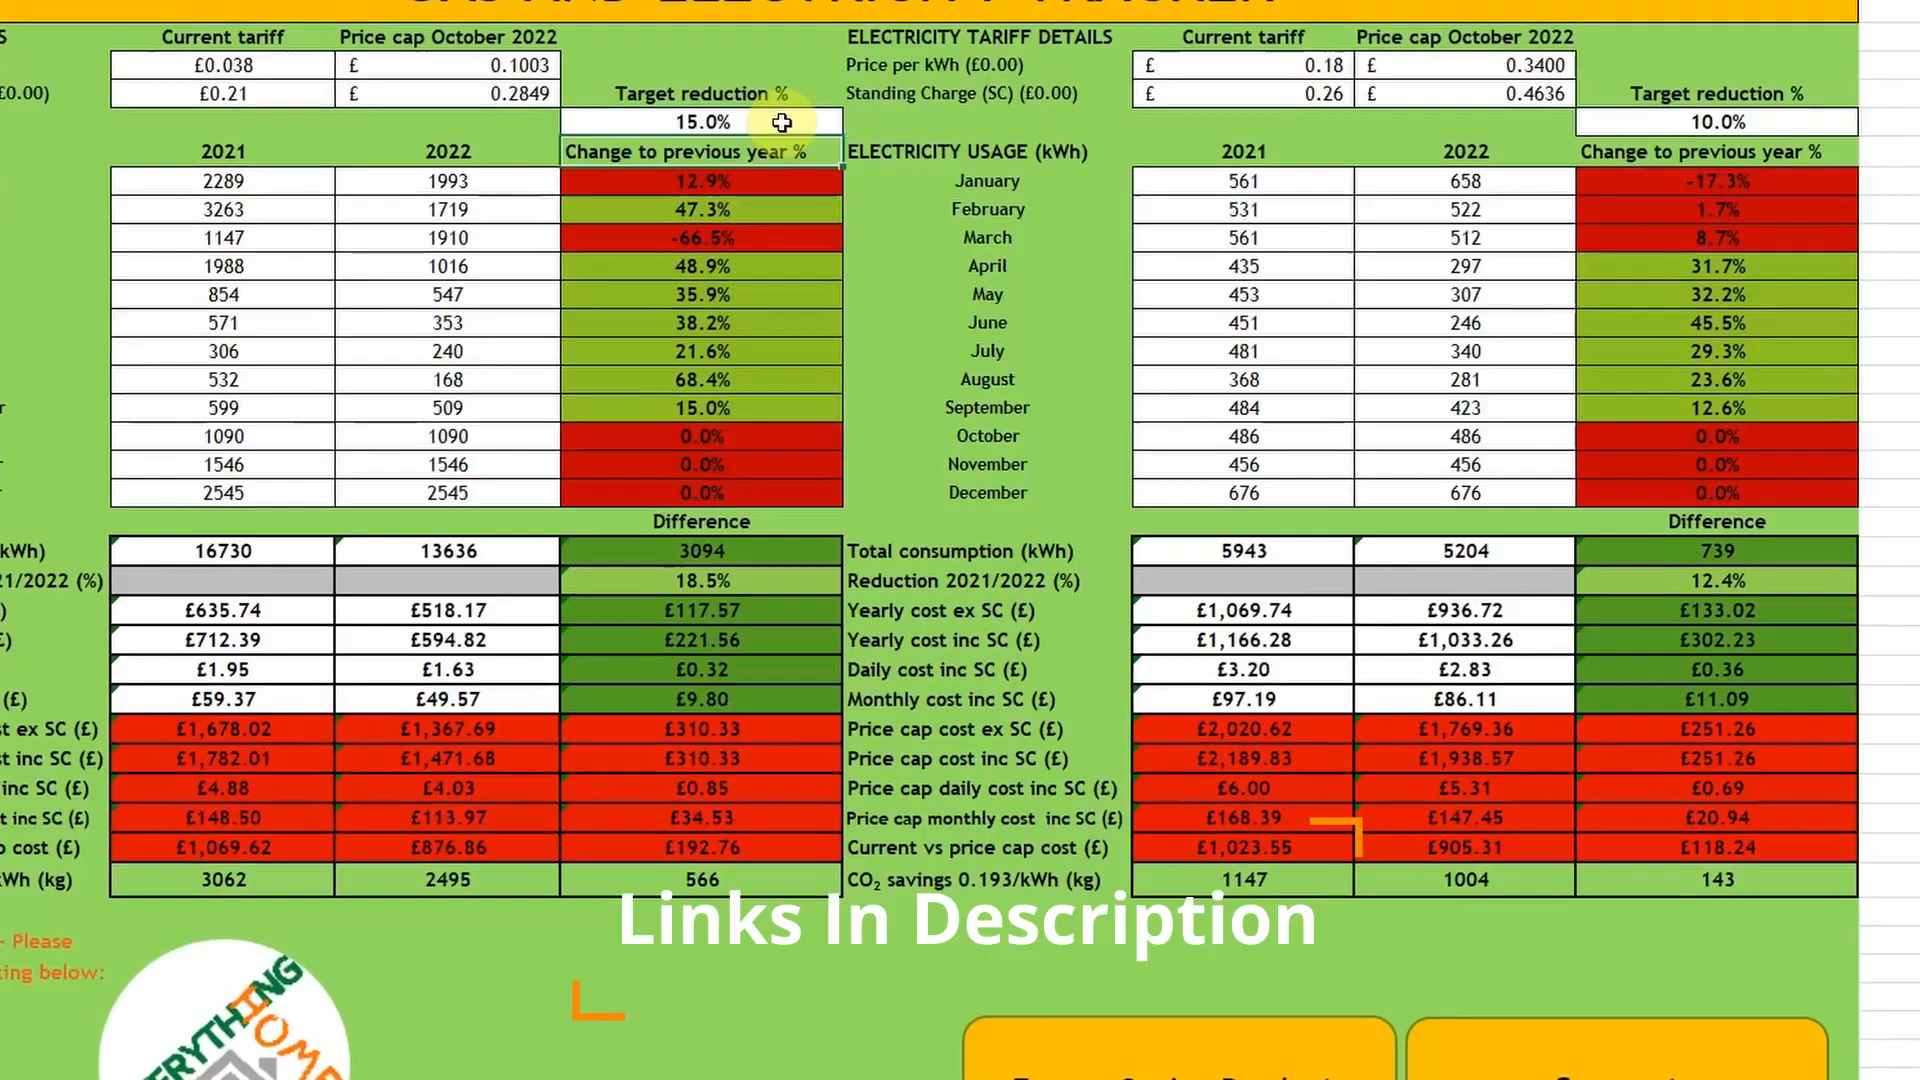 Current tariff Price cap October 2022 ELECTRICITY TARIFF DETAILS Current tariff Price cap October 2022
£0.038 £ 0.1003 Price per kWh (£0.00) £ 0.18 £ 0.3400
£0.00) £0.21 £ 0.2849 Target reduction % Standing Charge (SC) (£0.00) £ 0.26 £ 0.4636 Target reduction %
15.0% 10.0%
2021 2022 Change to previous year % ELECTRICITY USAGE (kWh) 2021 2022 Change to previous year %
2289 1993 12.9% January 561 658 -17.3%
3263 1719 47.3% February 531 522 1.7%
1147 1910 -66.5% March 561 512 8.7%
1988 1016 48.9% April 435 297 31.7%
854 547 35.9% May 453 307 32.2%
571 353 38.2% June 451 246 45.5%
306 240 21.6% July 481 340 29.3%
532 168 68.4% August 368 281 23.6%
599 509 15.0% September 484 423 12.6%
1090 1090 0.0% October 486 486 0.0%
1546 1546 0.0% November 456 456 0.0%
2545 2545 0.0% December 676 676 0.0%
Difference Difference
kWh) 16730 13636 3094 Total consumption (kWh) 5943 5204 739
21/2022 (%) 18.5% Reduction 2021/2022 (%) 12.4%
) £635.74 £518.17 £117.57 Yearly cost ex SC (£) £1,069.74 £936.72 £133.02
£) £712.39 £594.82 £221.56 Yearly cost inc SC (£) £1,166.28 £1,033.26 £302.23
£1.95 £1.63 £0.32 Daily cost inc SC (£) £3.20 £2.83 £0.36
(£) £59.37 £49.57 £9.80 Monthly cost inc SC (£) £97.19 £86.11 £11.09
st ex SC (£) £1,678.02 £1,367.69 £310.33 Price cap cost ex SC (£) £2,020.62 £1,769.36 £251.26
st inc SC (£) £1,782.01 £1,471.68 £310.33 Price cap cost inc SC (£) £2,189.83 £1,938.57 £251.26
inc SC (£) £4.88 £4.03 £0.85 Price cap daily cost inc SC (£) £6.00 £5.31 £0.69
t inc SC (£) £148.50 £113.97 £34.53 Price cap monthly cost inc SC (£) £168.39 £147.45 £20.94
p cost (£) £1,069.62 £876.86 £192.76 Current vs price cap cost (£) £1,023.55 £905.31 £118.24
kWh (kg) 3062 2495 566 CO₂ savings 0.193/kWh (kg) 1147 1004 143
Links In Description
- Please
ting below:
ERYTHING
HOME